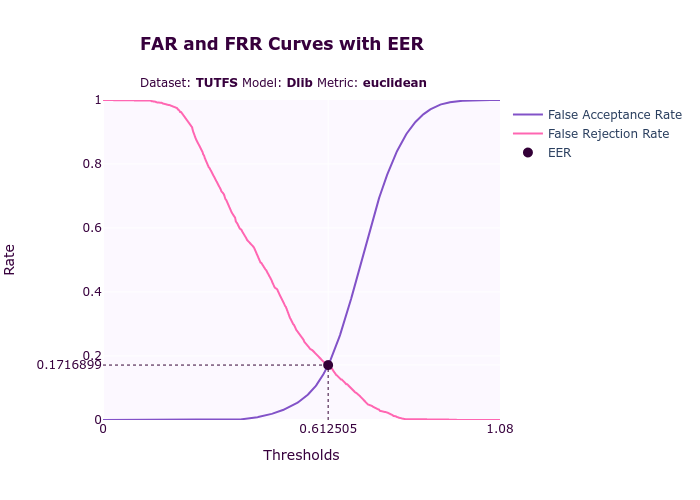 FAR and FRR Curves with EER
Dataset: TUTFS Model: Dlib Metric: euclidean
False Acceptance Rate
False Rejection Rate
EER
Rate
1
0.8
0.6
0.4
0.2
0.1716899
0
0
0.612505
1.08
Thresholds